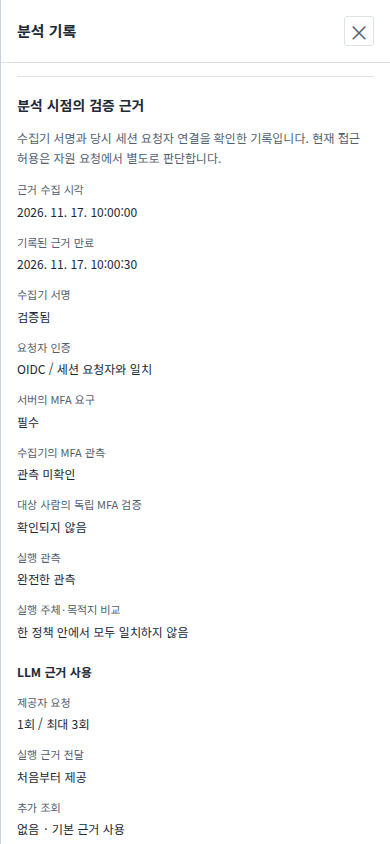 분석 기록
분석 시점의 검증 근거
수집기 서명과 당시 세션 요청자 연결을 확인한 기록입니다. 현재 접근
허용은 자원 요청에서 별도로 판단합니다.
근거 수집 시각
2026. 11. 17. 10:00:00
기록된 근거 만료
2026. 11. 17. 10:00:30
수집기 서명
검증됨
요청자 인증
OIDC / 세션 요청자와 일치
서버의 MFA 요구
필수
수집기의 MFA 관측
관측 미확인
대상 사람의 독립 MFA 검증
확인되지 않음
실행 관측
완전한 관측
실행 주체·목적지 비교
한 정책 안에서 모두 일치하지 않음
LLM 근거 사용
제공자 요청
1회 / 최대 3회
실행 근거 전달
처음부터 제공
추가 조회
없음 · 기본 근거 사용